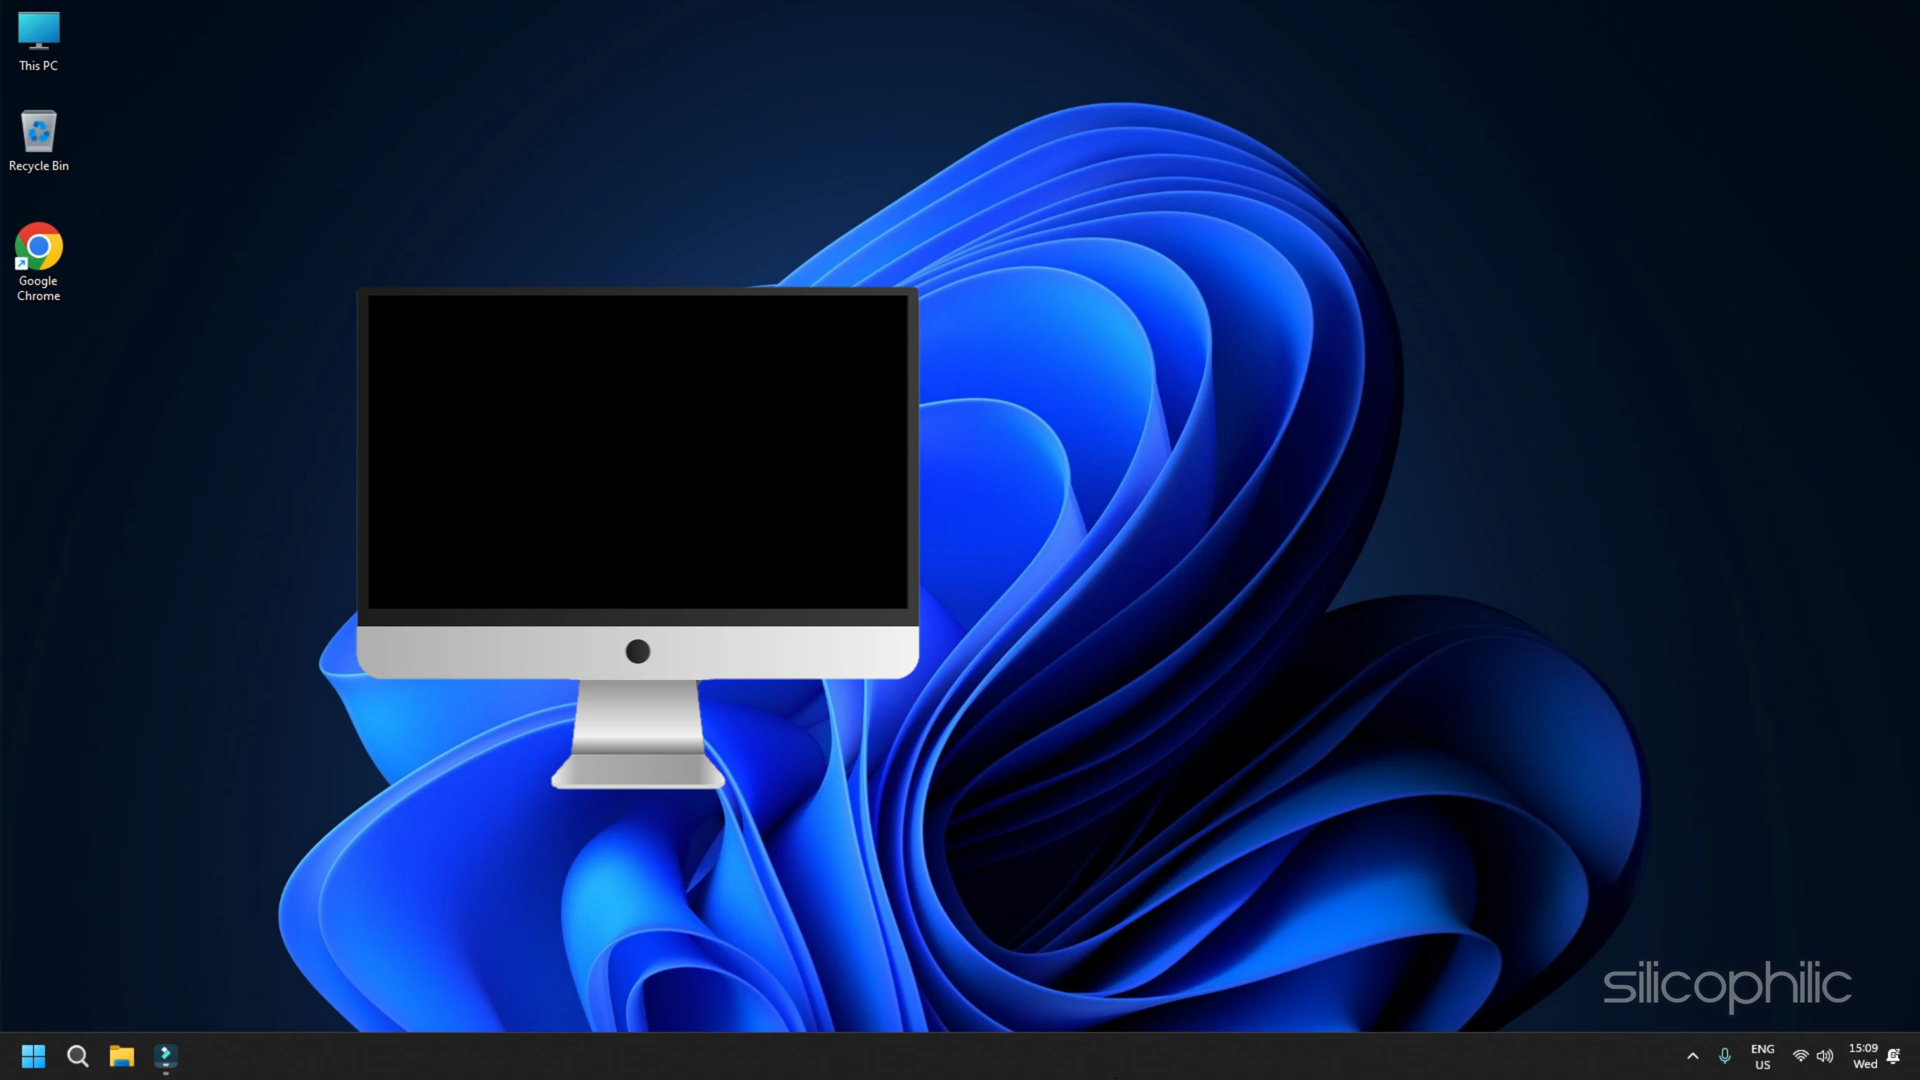 This PC
Recycle Bin
Google
Chrome
silicophilic
ENG
US
15:09
Wed